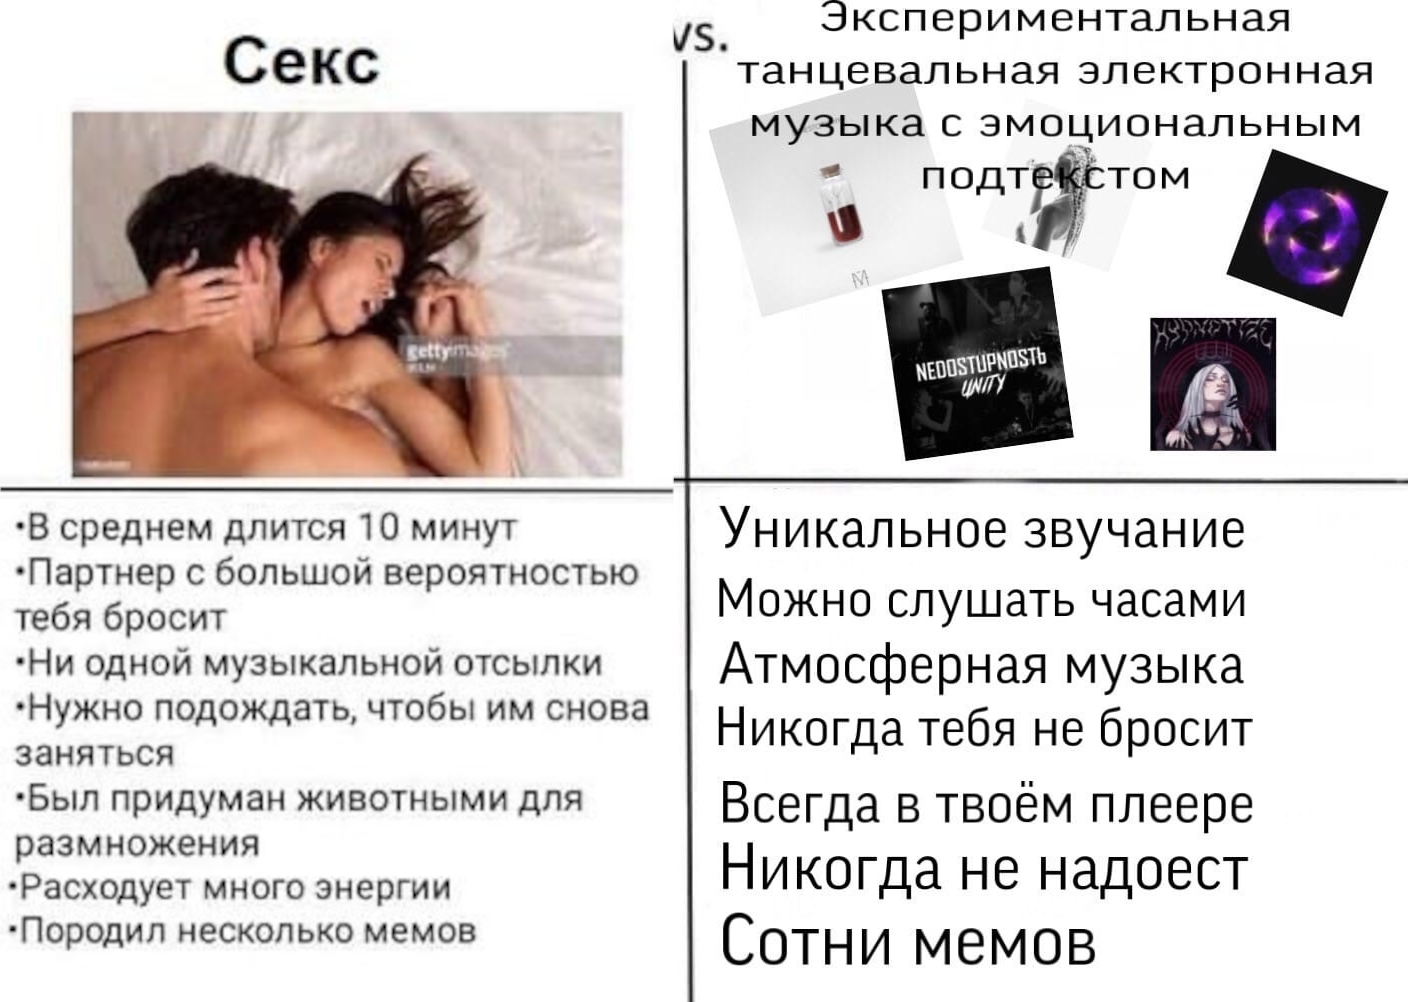 Секс
gettyimages
•В среднем длится 10 минут
•Партнер с большой вероятностью
тебя бросит
•Ни одной музыкальной отсылки
•Нужно подождать, чтобы им снова
заняться
•Был придуман животными для
размножения
•Расходует много энергии
•Породил несколько мемов
vs.
Экспериментальная
танцевальная электронная
музыка с эмоциональным
подтекстом
NEDOSTUPNOSTЬ
UNITY
HYPNOTIZE
Уникальное звучание
Можно слушать часами
Атмосферная музыка
Никогда тебя не бросит
Всегда в твоём плеере
Никогда не надоест
Сотни мемов